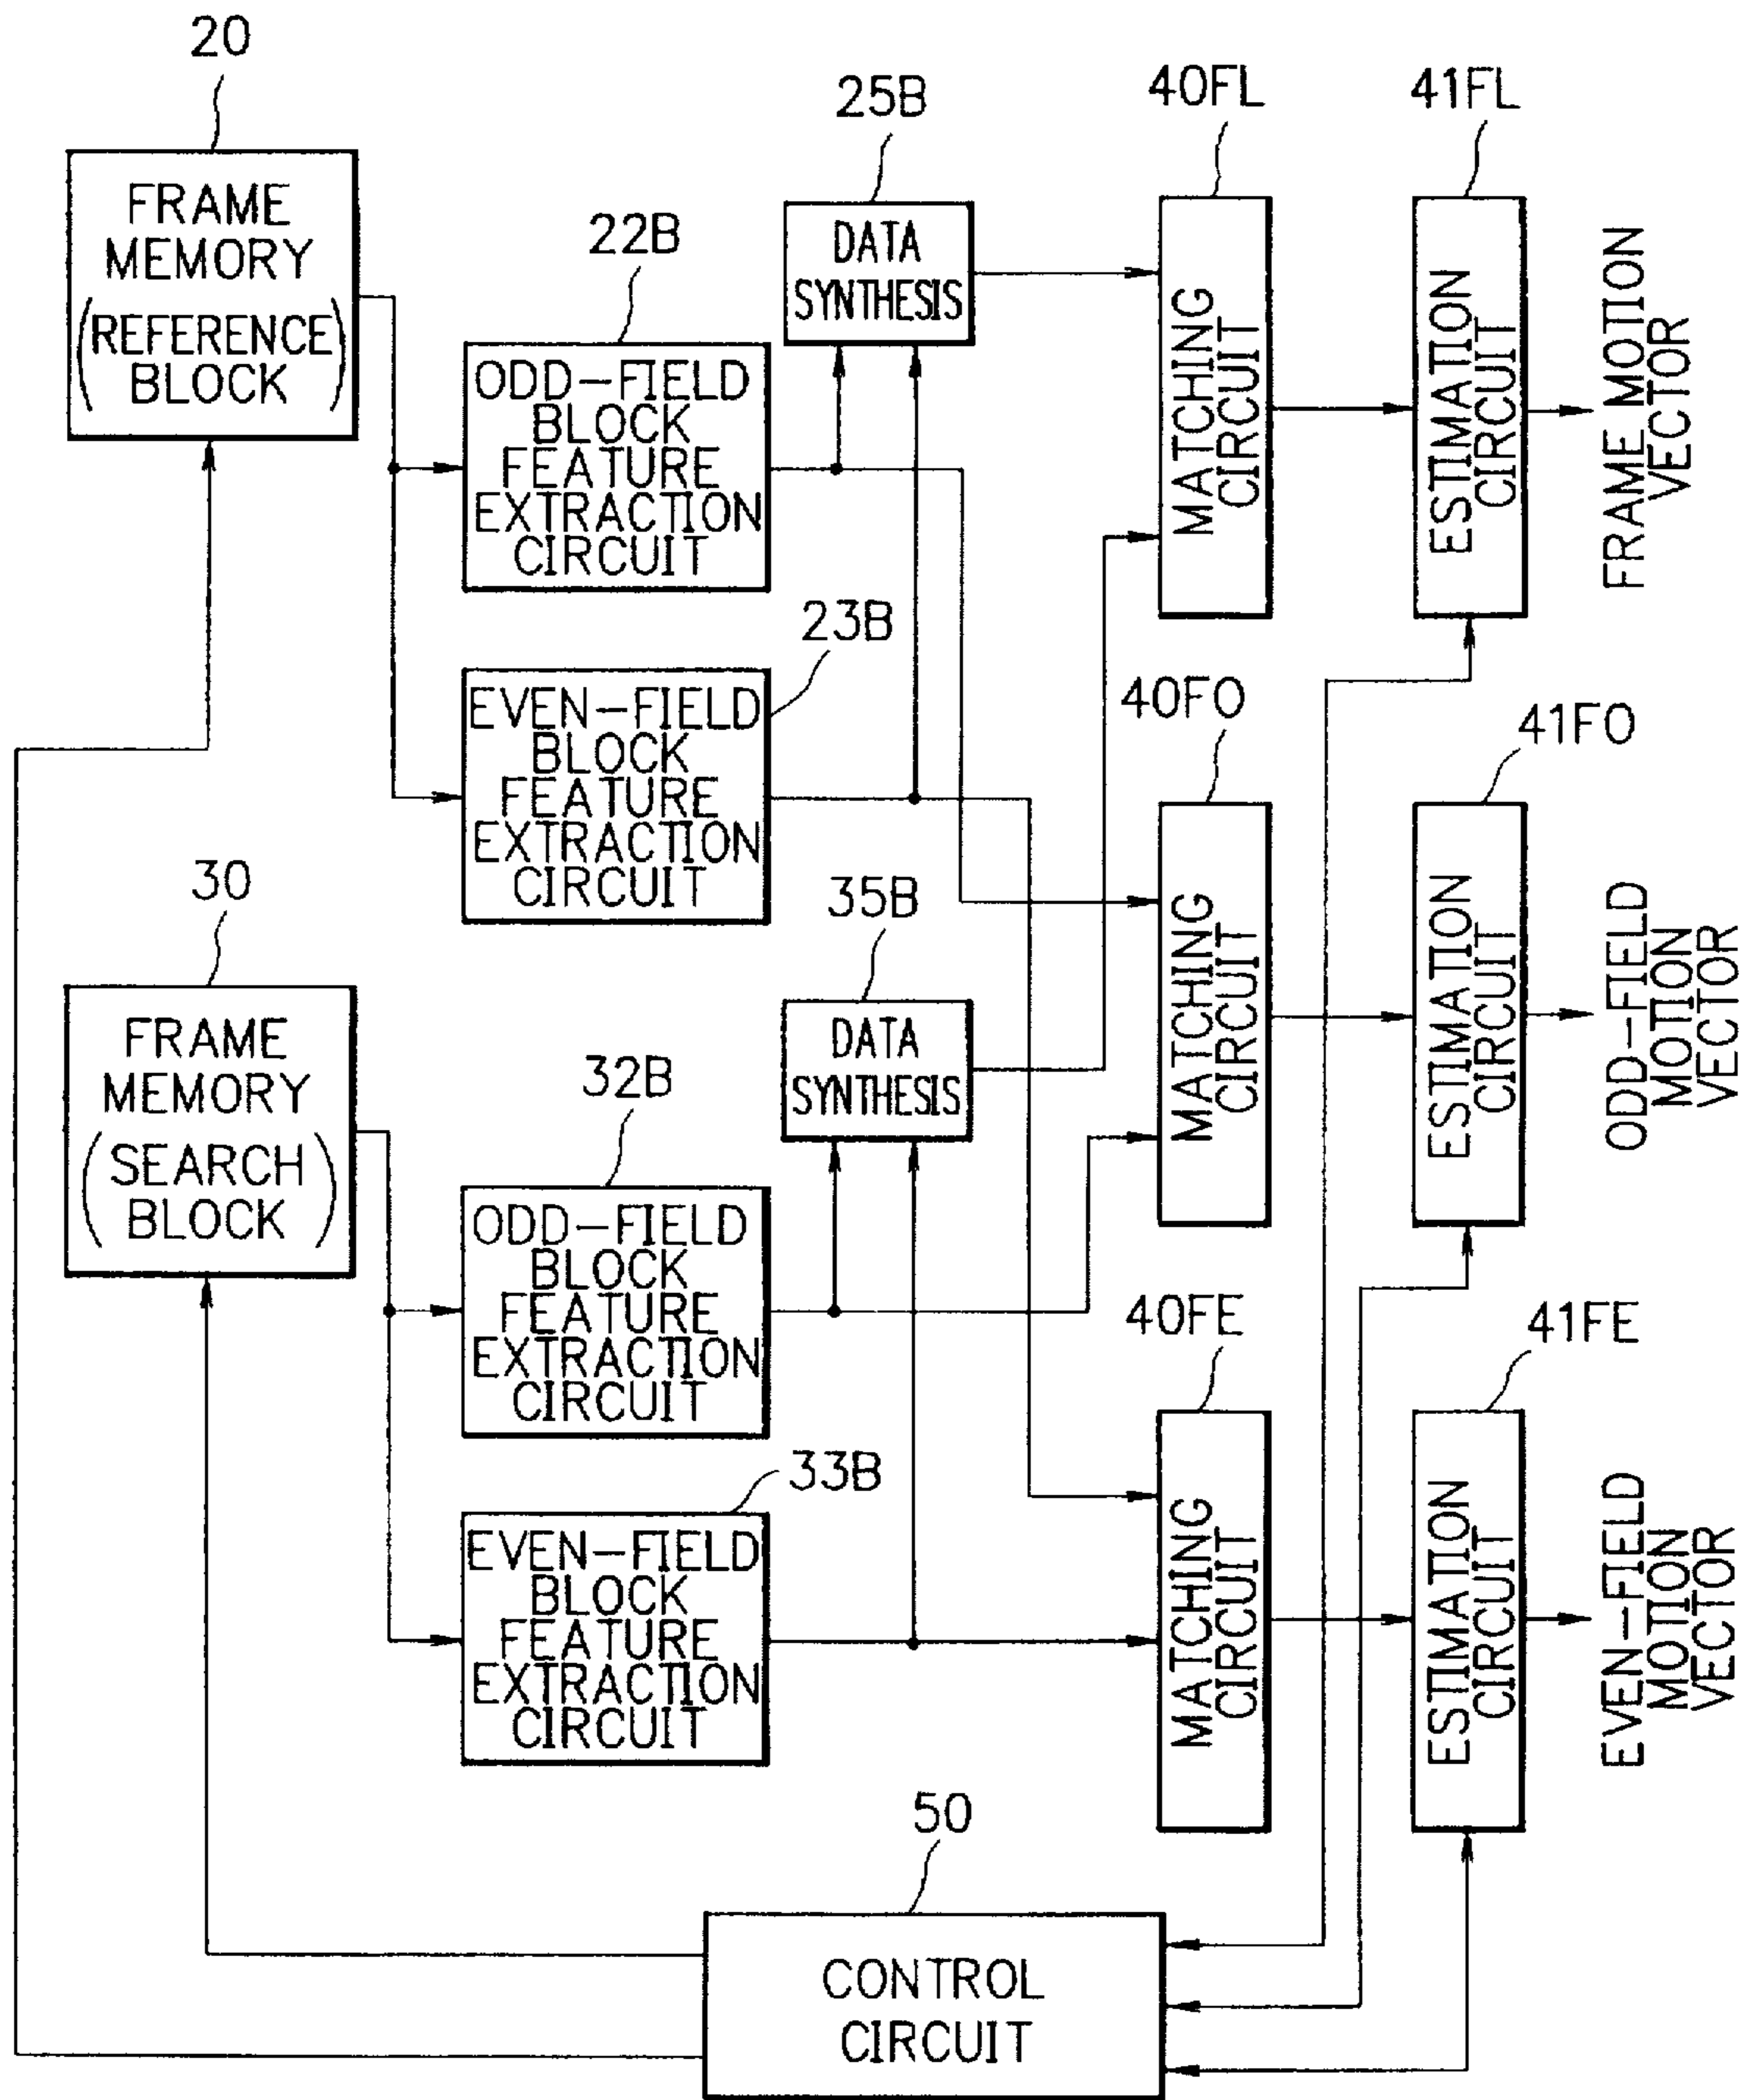 20
FRAME
MEMORY
(REFERENCE)
BLOCK
22B
ODD-FIELD
BLOCK
FEATURE
EXTRACTION
CIRCUIT
23B
EVEN-FIELD
BLOCK
FEATURE
EXTRACTION
CIRCUIT
25B
DATA
SYNTHESIS
40FL
MATCHING
CIRCUIT
41FL
ESTIMATION
CIRCUIT
FRAME MOTION
VECTOR
30
FRAME
MEMORY
(SEARCH
BLOCK)
32B
ODD-FIELD
BLOCK
FEATURE
EXTRACTION
CIRCUIT
33B
EVEN-FIELD
BLOCK
FEATURE
EXTRACTION
CIRCUIT
35B
DATA
SYNTHESIS
40FO
MATCHING
CIRCUIT
41FO
ESTIMATION
CIRCUIT
ODD-FIELD
MOTION
VECTOR
40FE
MATCHING
CIRCUIT
41FE
ESTIMATION
CIRCUIT
EVEN-FIELD
MOTION
VECTOR
50
CONTROL
CIRCUIT